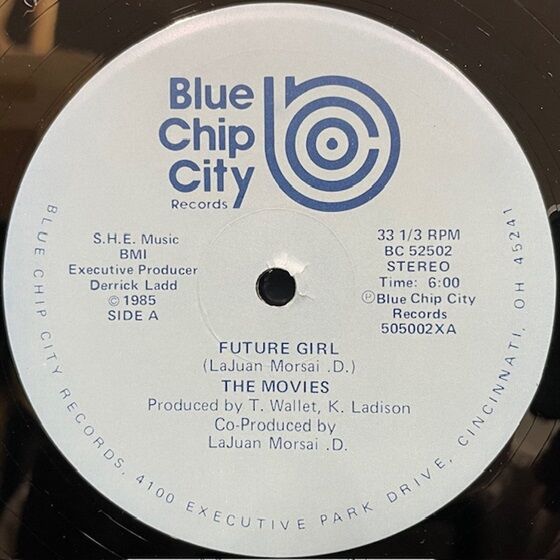 Blue
Chip
City
Records
S.H.E. Music
BMI
Executive Producer
Derrick Ladd
©1985
SIDE A
33 1/3 RPM
BC 52502
STEREO
Time: 6:00
℗Blue Chip City
Records
505002XA
FUTURE GIRL
(LaJuan Morsai .D.)
THE MOVIES
Produced by T. Wallet, K. Ladison
Co-Produced by
LaJuan Morsai .D.
BLUE CHIP CITY RECORDS, 4100 EXECUTIVE PARK DRIVE, CINCINNATI, OH 45241